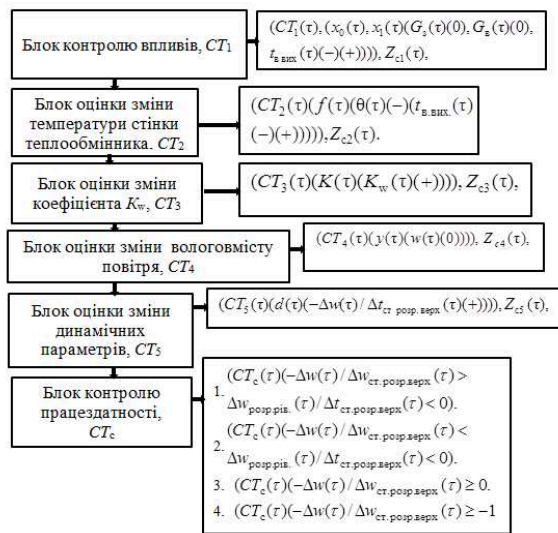 Блок контролю впливів, CT₁
(CT₁(τ), (x₀(τ), x₁(τ)(Gₛ(τ)(0), Gв(τ)(0),
tв.вих(τ)(−)(+)))), Z_c1(τ),
Блок оцінки зміни
температури стінки
теплообмінника, CT₂
(CT₂(τ)(f(τ)(θ(τ)(−)(tв.вих.(τ)
(−)(+))))), Z_c2(τ).
Блок оцінки зміни
коефіцієнта K_w, CT₃
(CT₃(τ)(K(τ)(K_w(τ)(+)))), Z_c3(τ),
Блок оцінки зміни вологовмісту
повітря, CT₄
(CT₄(τ)(y(τ)(w(τ)(0)))), Z_c4(τ),
Блок оцінки зміни
динамічних
параметрів, CT₅
(CT₅(τ)(d(τ)(−Δw(τ)/Δt_ст.розр.верх(τ)(+)))), Z_c5(τ),
Блок контролю
працездатності,
CT_c
1. (CT_c(τ)(−Δw(τ)/Δw_ст.розр.верх(τ) >
Δw_розр.рів.(τ)/Δt_ст.розр.верх(τ) < 0).
2. (CT_c(τ)(−Δw(τ)/Δw_ст.розр.верх(τ) <
Δw_розр.рів.(τ)/Δt_ст.розр.верх(τ) < 0).
3. (CT_c(τ)(−Δw(τ)/Δw_ст.розр.верх(τ) ≥ 0.
4. (CT_c(τ)(−Δw(τ)/Δw_ст.розр.верх(τ) ≥ −1